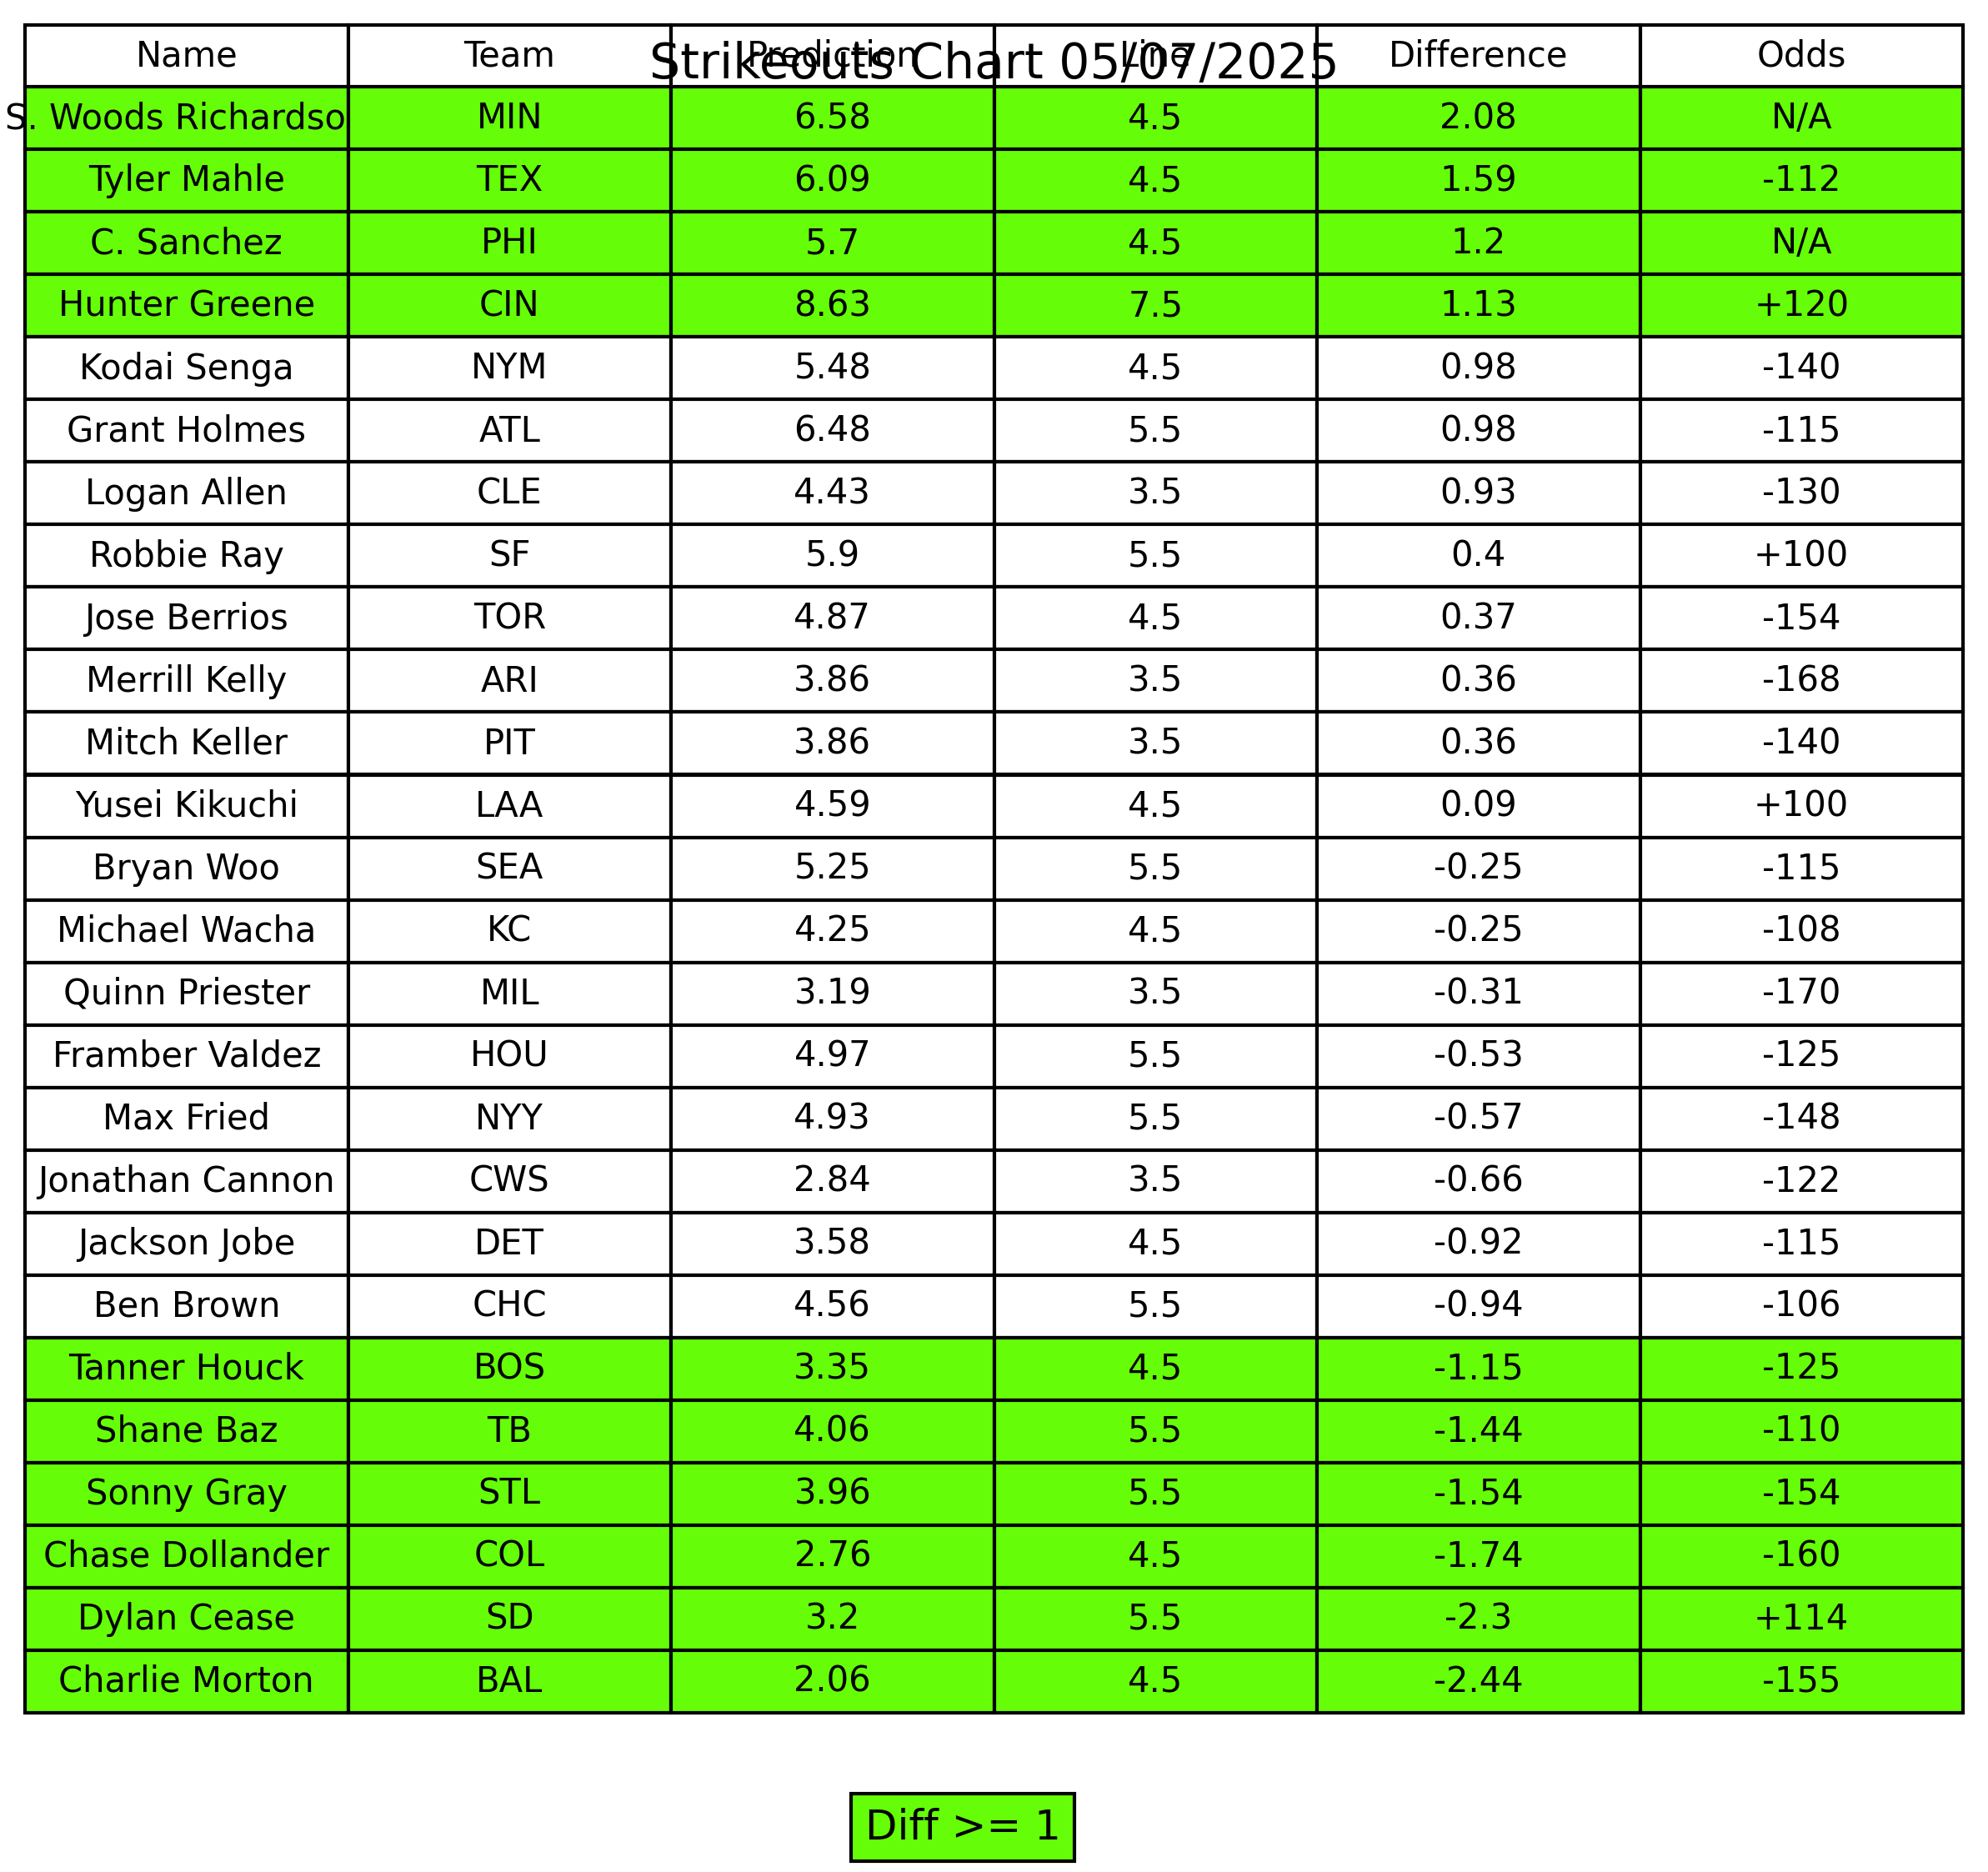 Strikeouts Chart 05/07/2025
Name Team Prediction Line Difference Odds
S. Woods Richardso MIN 6.58 4.5 2.08 N/A
Tyler Mahle TEX 6.09 4.5 1.59 -112
C. Sanchez PHI 5.7 4.5 1.2 N/A
Hunter Greene CIN 8.63 7.5 1.13 +120
Kodai Senga NYM 5.48 4.5 0.98 -140
Grant Holmes ATL 6.48 5.5 0.98 -115
Logan Allen CLE 4.43 3.5 0.93 -130
Robbie Ray SF 5.9 5.5 0.4 +100
Jose Berrios TOR 4.87 4.5 0.37 -154
Merrill Kelly ARI 3.86 3.5 0.36 -168
Mitch Keller PIT 3.86 3.5 0.36 -140
Yusei Kikuchi LAA 4.59 4.5 0.09 +100
Bryan Woo SEA 5.25 5.5 -0.25 -115
Michael Wacha KC 4.25 4.5 -0.25 -108
Quinn Priester MIL 3.19 3.5 -0.31 -170
Framber Valdez HOU 4.97 5.5 -0.53 -125
Max Fried NYY 4.93 5.5 -0.57 -148
Jonathan Cannon CWS 2.84 3.5 -0.66 -122
Jackson Jobe DET 3.58 4.5 -0.92 -115
Ben Brown CHC 4.56 5.5 -0.94 -106
Tanner Houck BOS 3.35 4.5 -1.15 -125
Shane Baz TB 4.06 5.5 -1.44 -110
Sonny Gray STL 3.96 5.5 -1.54 -154
Chase Dollander COL 2.76 4.5 -1.74 -160
Dylan Cease SD 3.2 5.5 -2.3 +114
Charlie Morton BAL 2.06 4.5 -2.44 -155
Diff >= 1